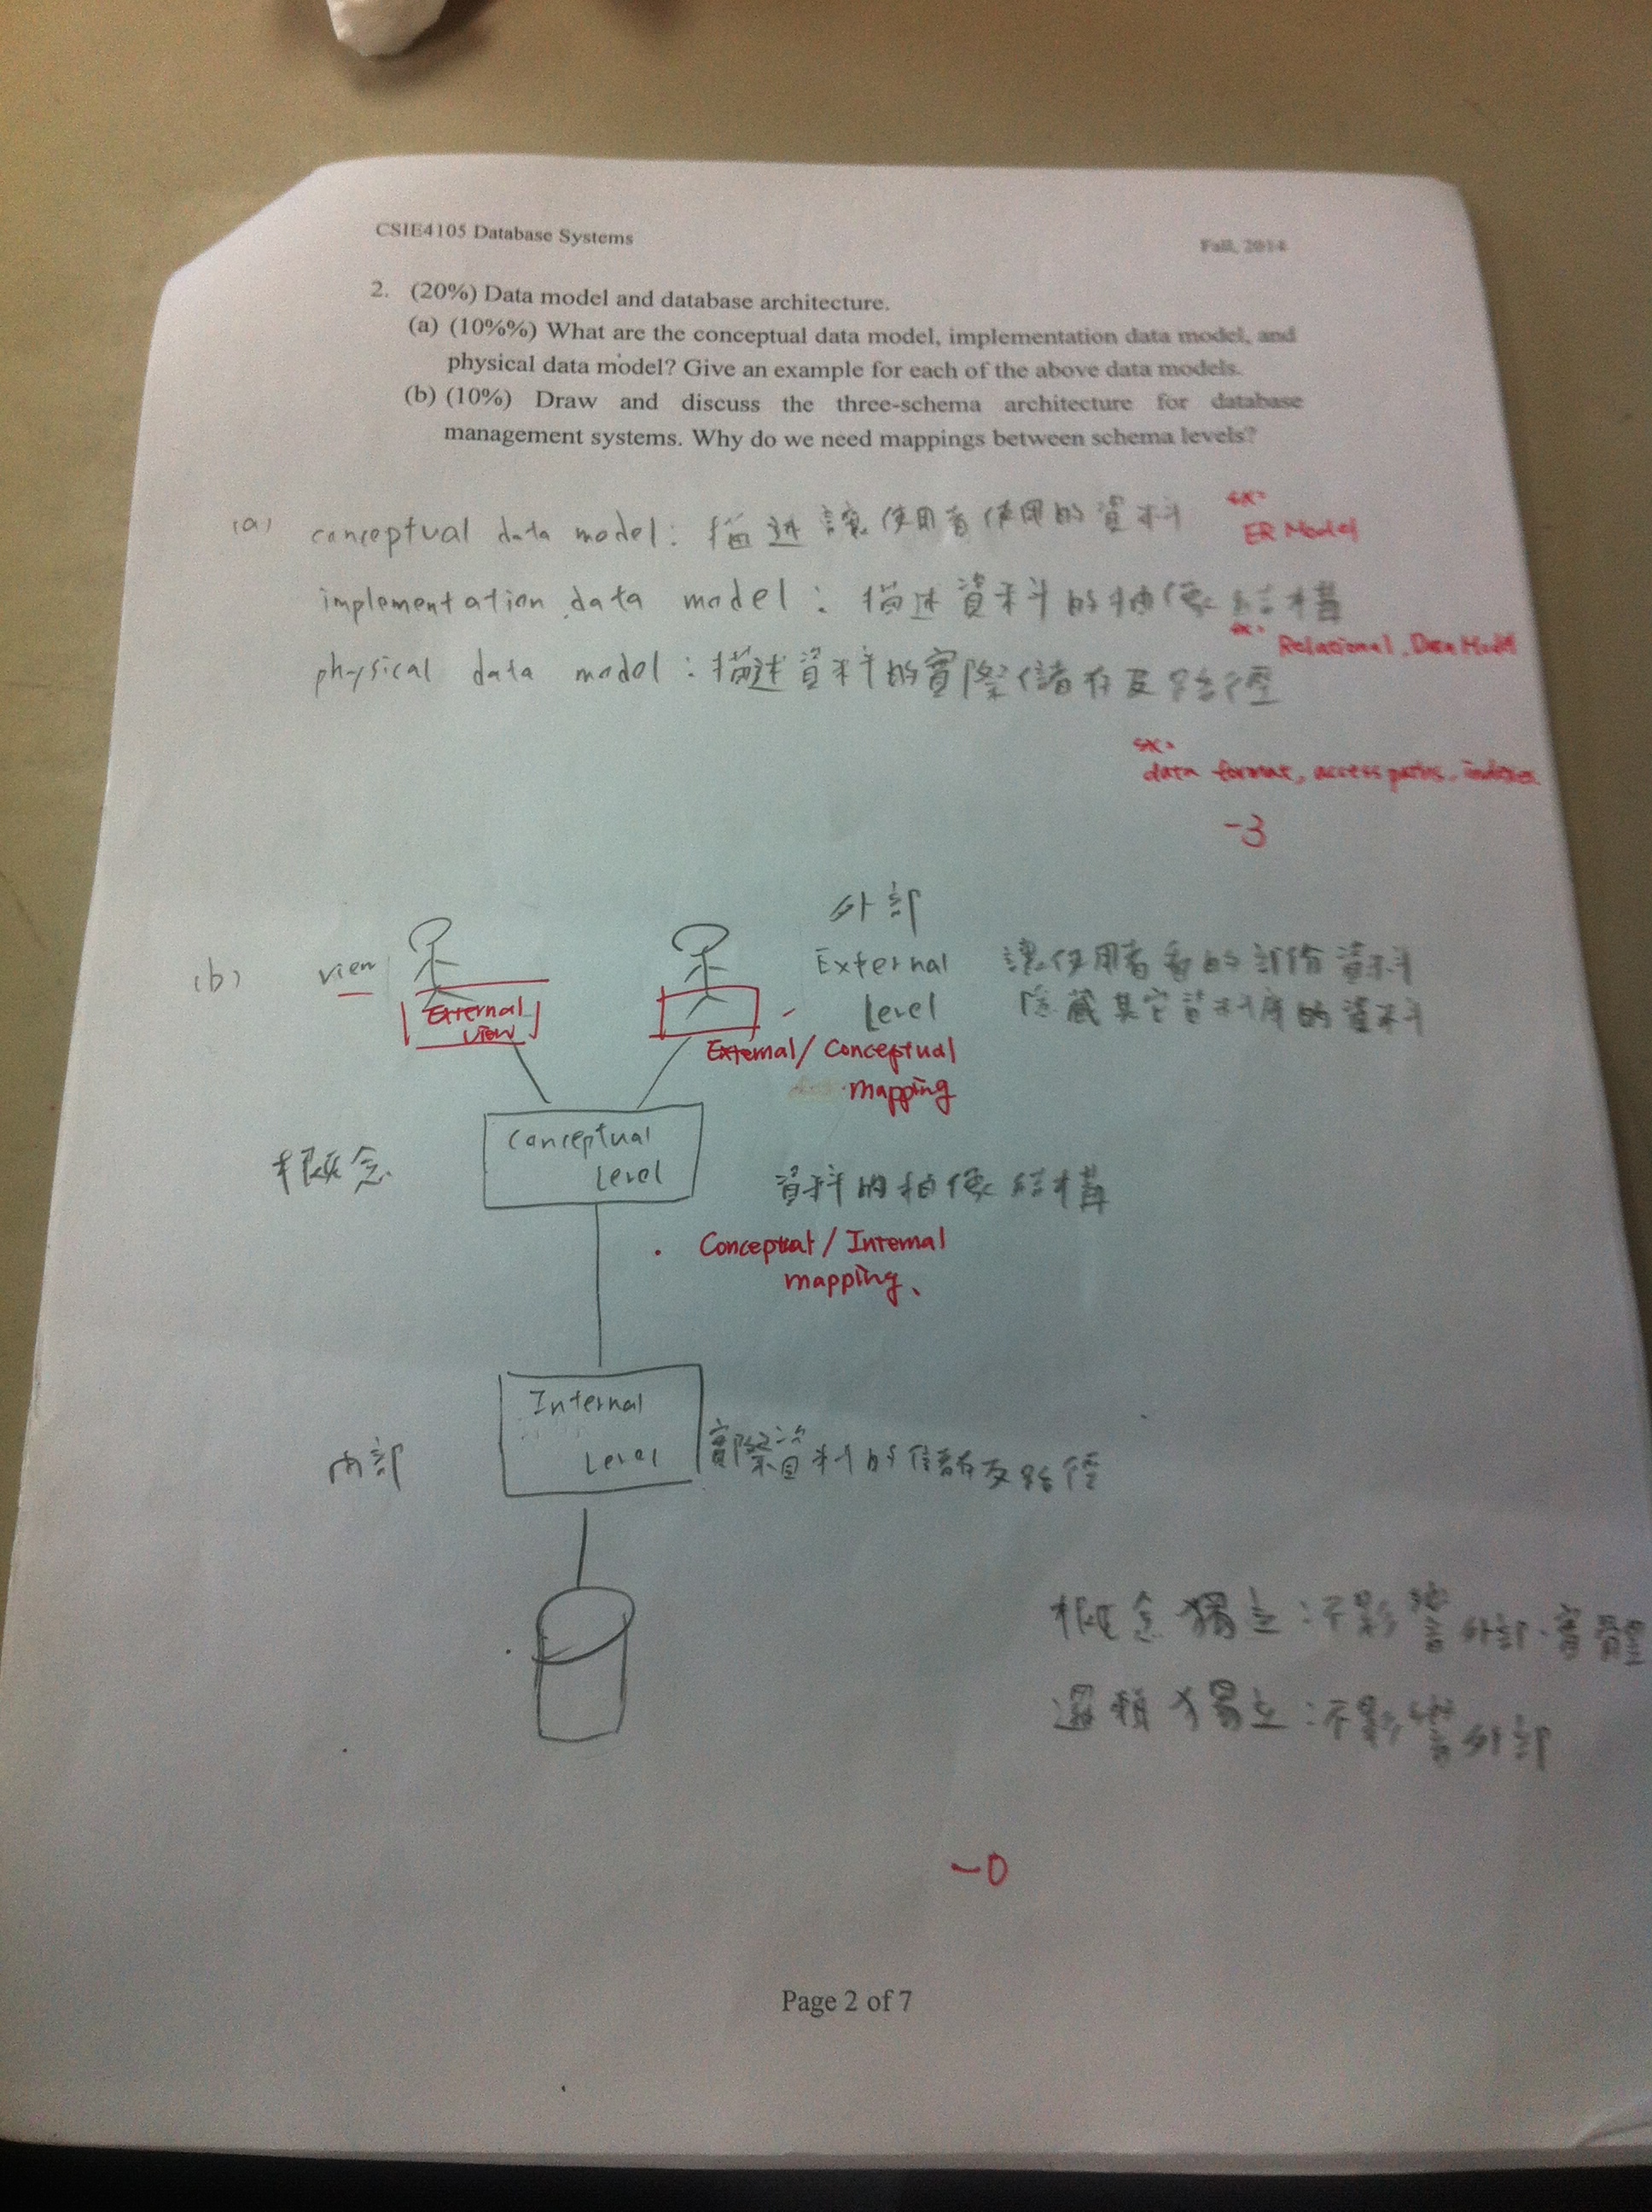 CSIE4105 Database Systems
Fall, 2014
2. (20%) Data model and database architecture.
(a) (10%%) What are the conceptual data model, implementation data model, and
physical data model? Give an example for each of the above data models.
(b) (10%) Draw and discuss the three-schema architecture for database
management systems. Why do we need mappings between schema levels?
(a) conceptual data model: 描述讓使用者使用的資料
ex:
ER Model
implementation data model: 描述資料的抽像結構
ex: Relational Data Model
physical data model: 描述資料的實際儲存及路徑
ex:
data format, access paths, indexes
-3
(b) view
External
view
外部
External
Level
讓使用者看的部份資料
隱藏其它資料庫的資料
External/Conceptual
mapping
概念
Conceptual
Level
資料的抽像結構
Conceptual/Internal
mapping
內部
Internal
Level
實際資料的儲存及路徑
概念獨立:不影響外部、實體
邏輯獨立:不影響外部
-0
Page 2 of 7